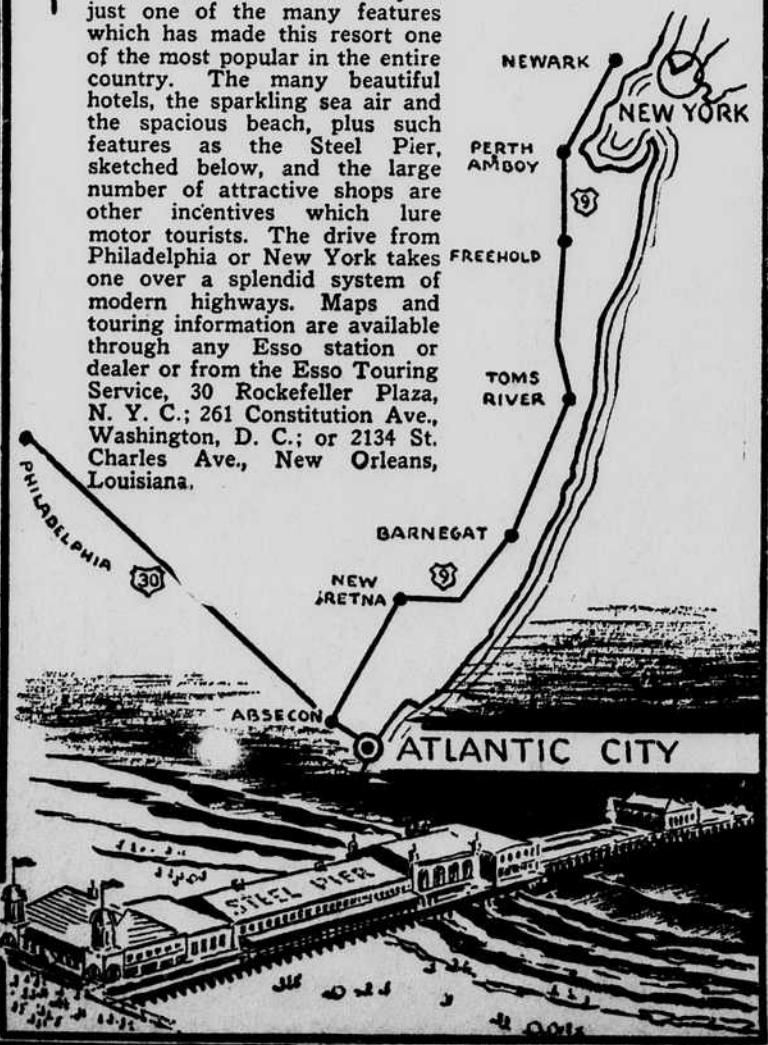 just one of the many features
which has made this resort one
of the most popular in the entire
country. The many beautiful
hotels, the sparkling sea air and
the spacious beach, plus such
features as the Steel Pier,
sketched below, and the large
number of attractive shops are
other incentives which lure
motor tourists. The drive from
Philadelphia or New York takes
one over a splendid system of
modern highways. Maps and
touring information are available
through any Esso station or
dealer or from the Esso Touring
Service, 30 Rockefeller Plaza,
N. Y. C.; 261 Constitution Ave.,
Washington, D. C.; or 2134 St.
Charles Ave., New Orleans,
Louisiana.
NEWARK
NEW YORK
PERTH
AMBOY
9
FREEHOLD
TOMS
RIVER
PHILADELPHIA
30
BARNEGAT
9
NEW
GRETNA
ABSECON
ATLANTIC CITY
STEEL PIER